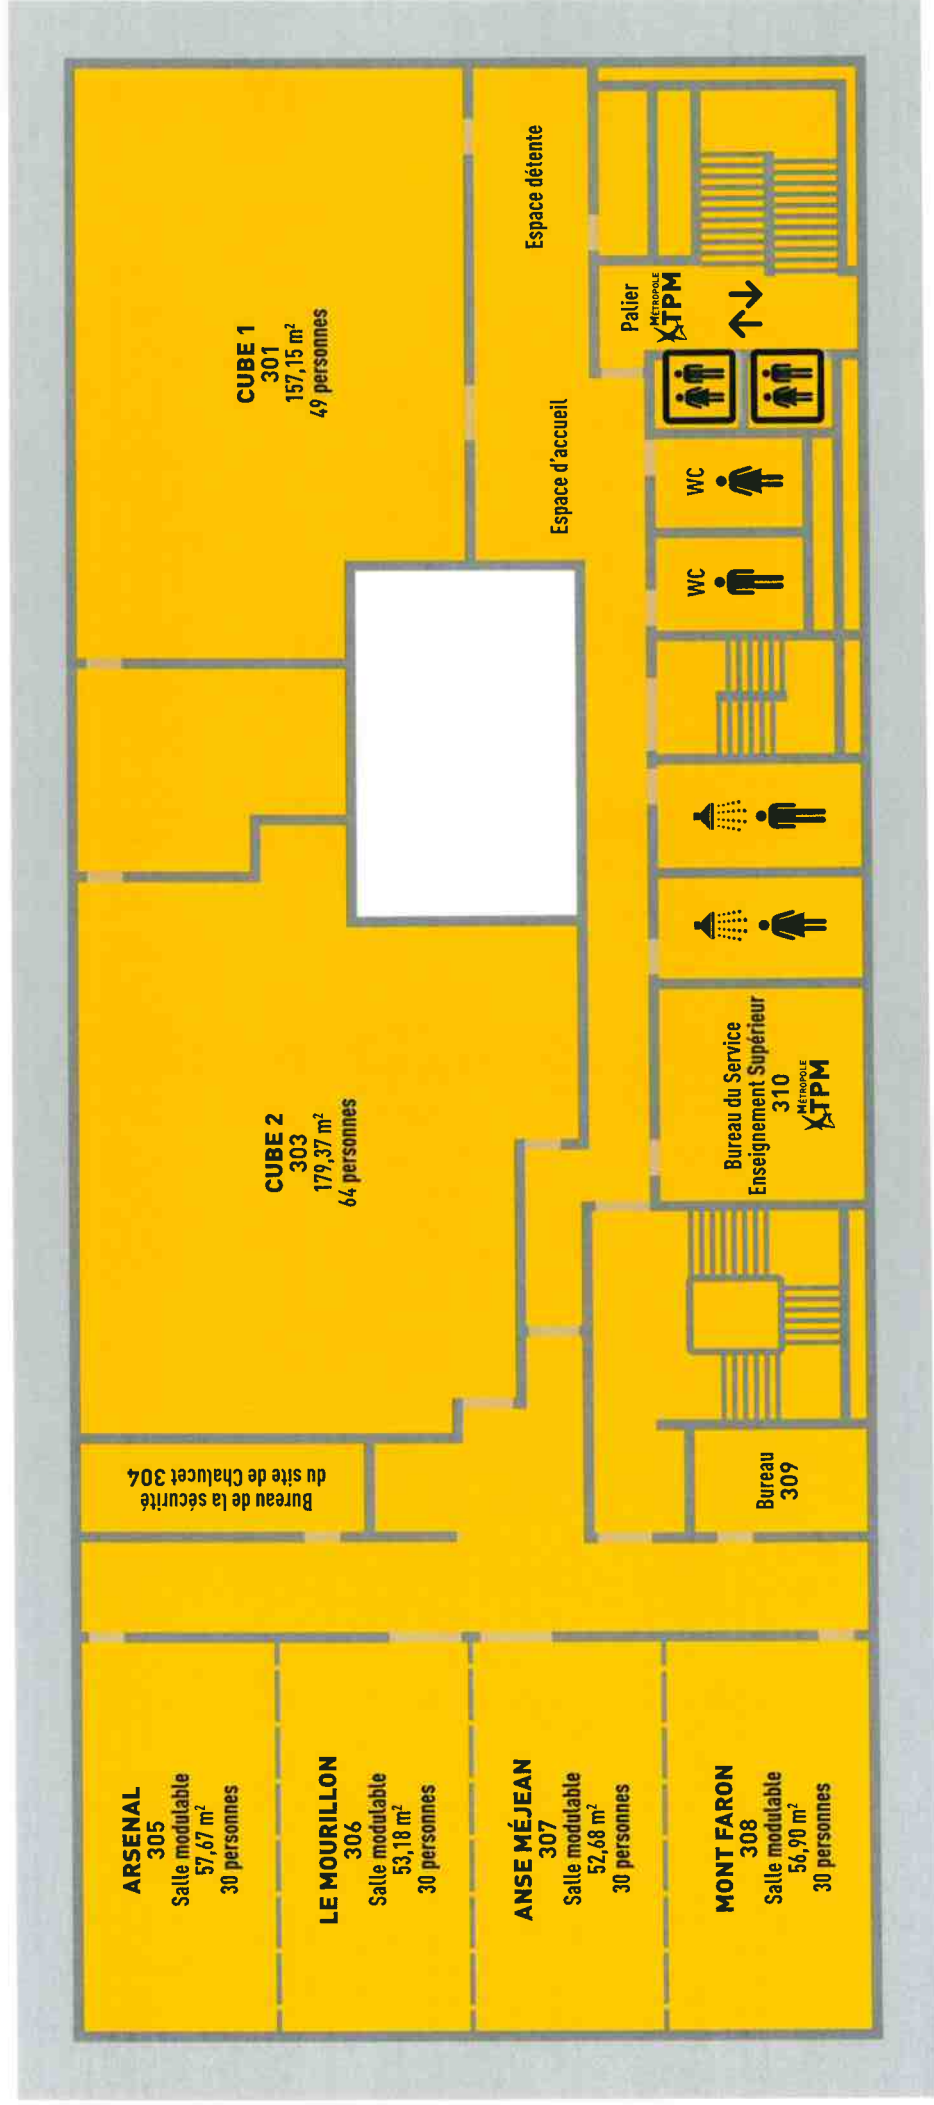 CUBE 1
301
157,15 m²
49 personnes
Espace détente
Espace d'accueil
Palier
MÉTROPOLE
TPM
WC
WC
CUBE 2
303
179,37 m²
64 personnes
Bureau du Service
Enseignement Supérieur
310
MÉTROPOLE
TPM
Bureau de la sécurité
du site de Chalucet 304
Bureau
309
ARSENAL
305
Salle modulable
57,67 m²
30 personnes
LE MOURILLON
306
Salle modulable
53,18 m²
30 personnes
ANSE MÉJEAN
307
Salle modulable
52,68 m²
30 personnes
MONT FARON
308
Salle modulable
56,90 m²
30 personnes